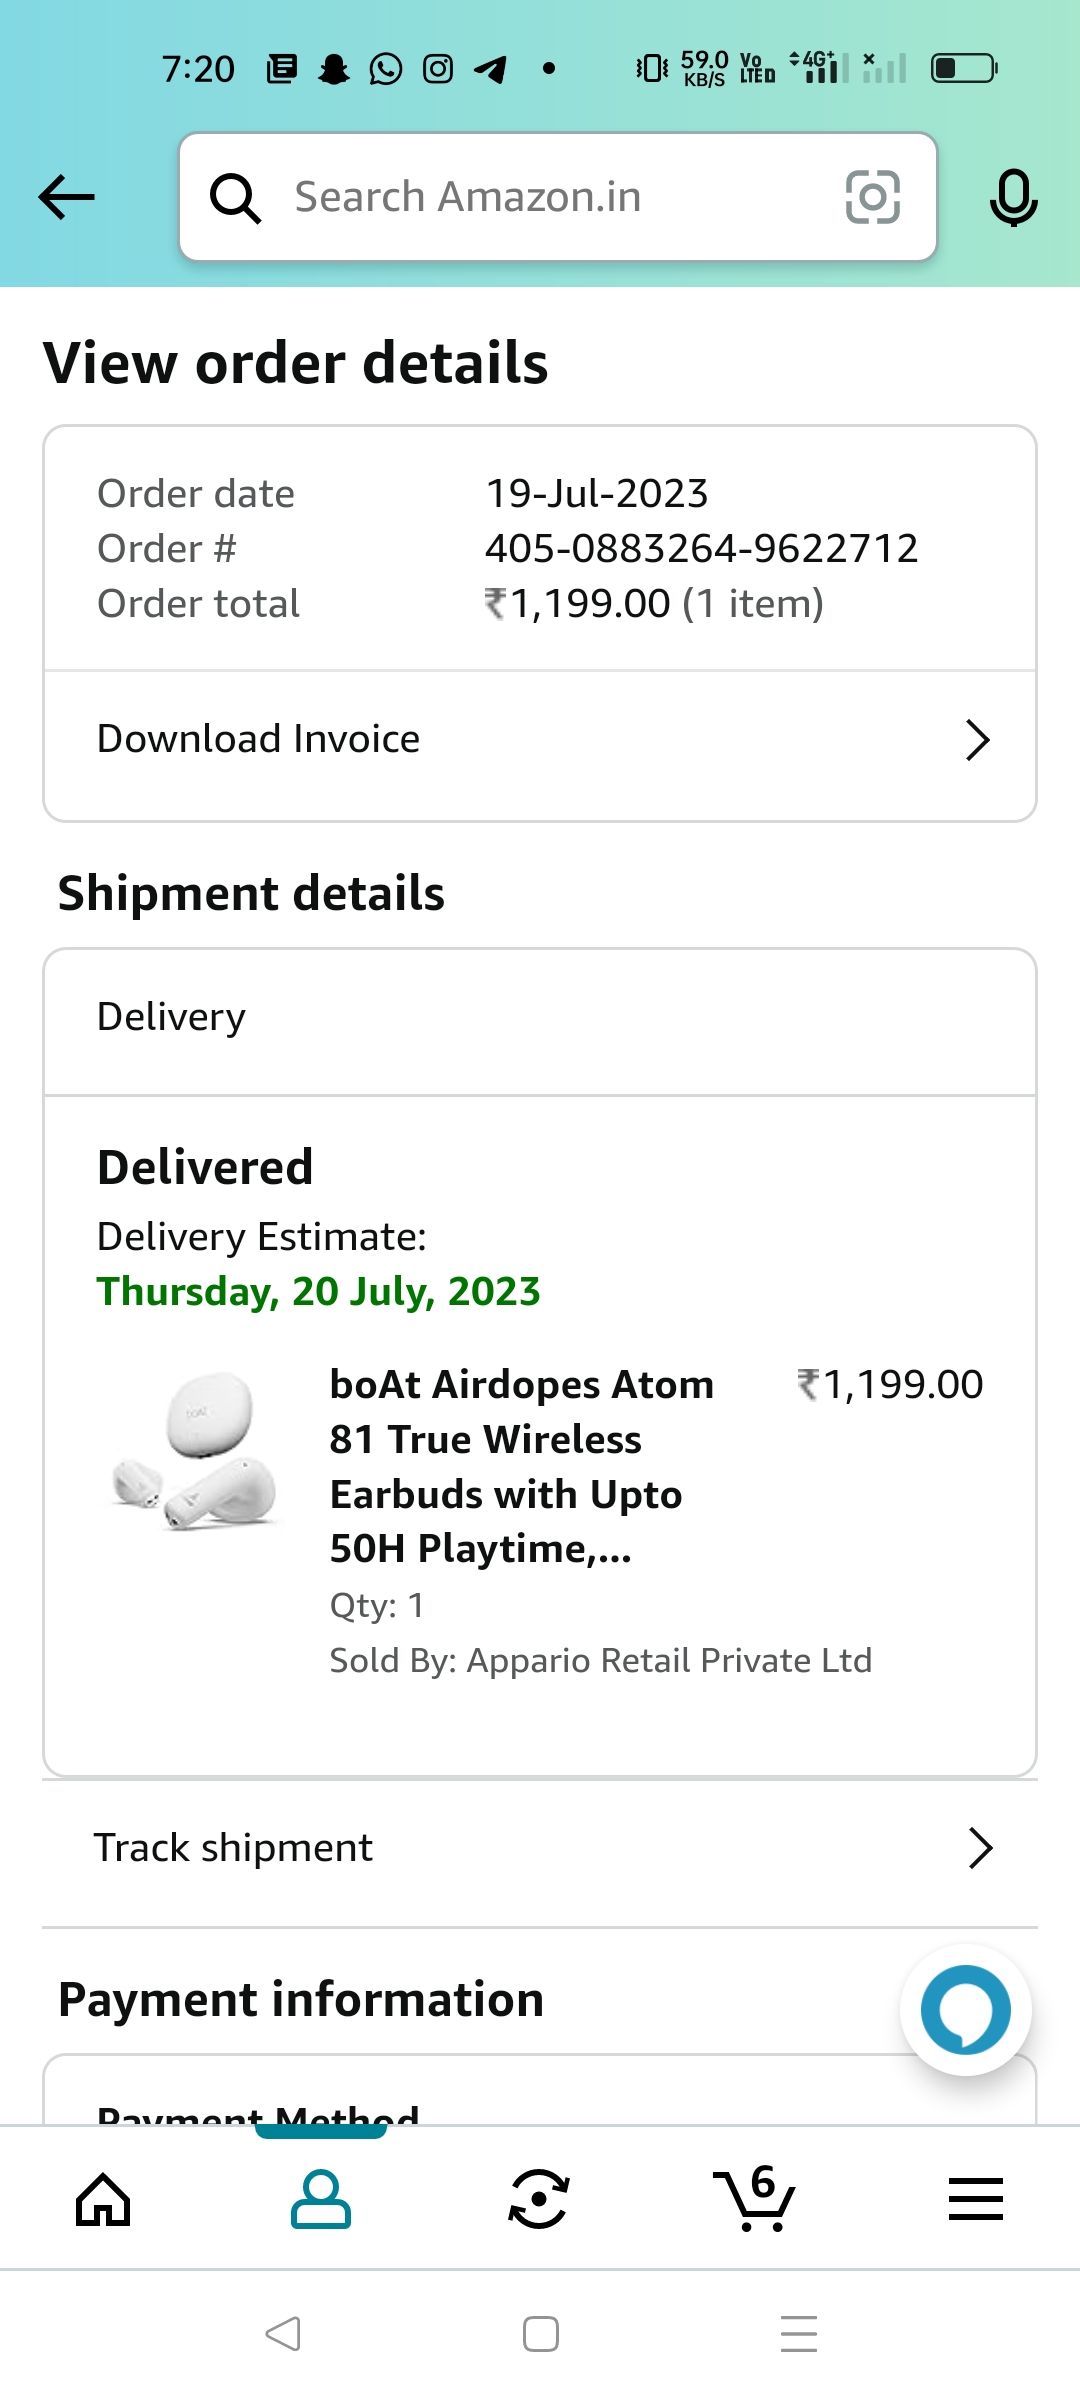 7:20
59.0
KB/S
Vo
LTED
4G+
Search Amazon.in
View order details
Order date 19-Jul-2023
Order # 405-0883264-9622712
Order total ₹1,199.00 (1 item)
Download Invoice
Shipment details
Delivery
Delivered
Delivery Estimate:
Thursday, 20 July, 2023
boAt Airdopes Atom ₹1,199.00
81 True Wireless
Earbuds with Upto
50H Playtime,...
Qty: 1
Sold By: Appario Retail Private Ltd
Track shipment
Payment information
Payment Method
6